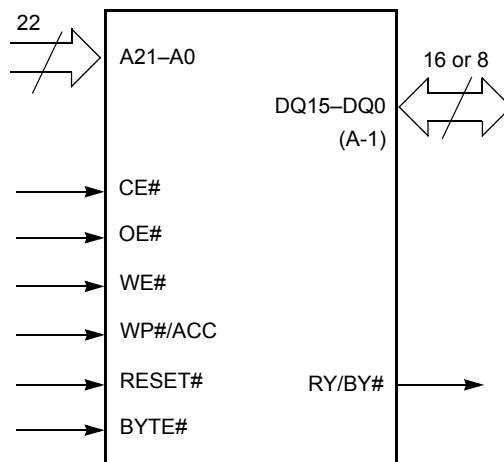 22
A21–A0
16 or 8
DQ15–DQ0
(A-1)
CE#
OE#
WE#
WP#/ACC
RESET#
RY/BY#
BYTE#